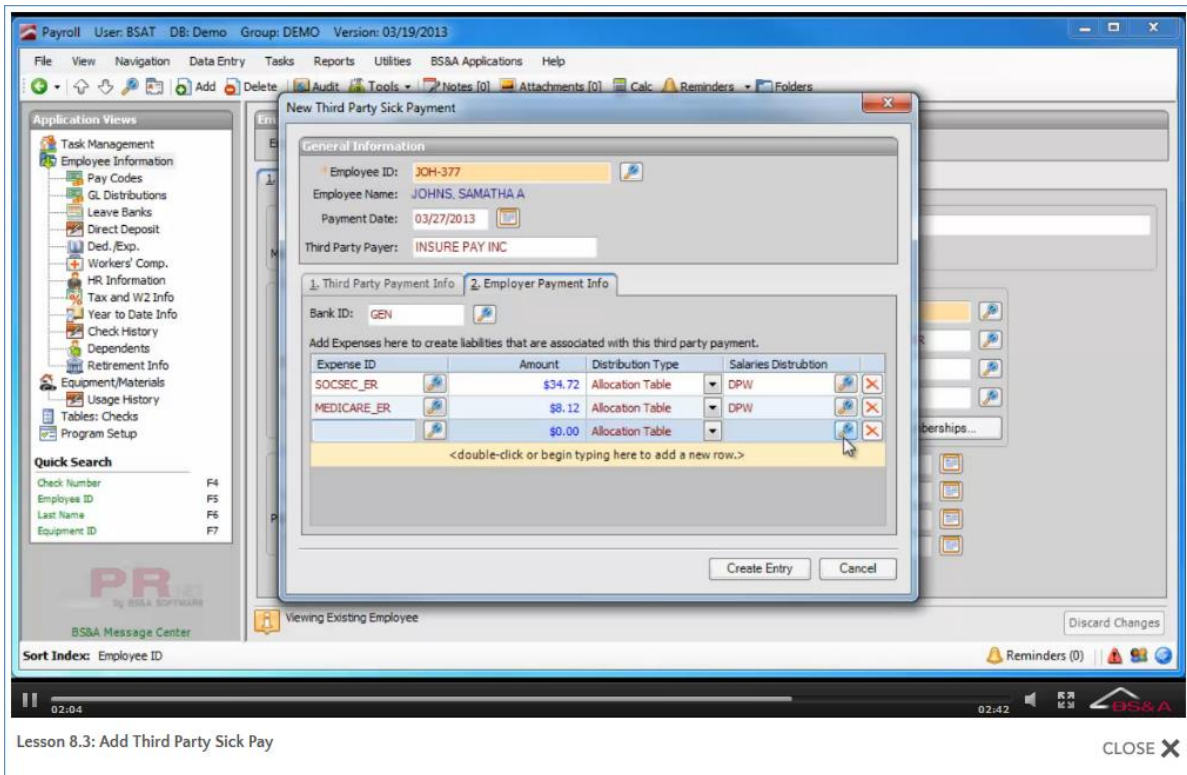 Payroll User: BSAT DB: Demo Group: DEMO Version: 03/19/2013
File View Navigation Data Entry Tasks Reports Utilities BS&A Applications Help
Add Delete Audit Tools Notes [0] Attachments [0] Calc Reminders Folders
Application Views
Task Management
Employee Information
Pay Codes
GL Distributions
Leave Banks
Direct Deposit
Ded./Exp.
Workers' Comp.
HR Information
Tax and W2 Info
Year to Date Info
Check History
Dependents
Retirement Info
Equipment/Materials
Usage History
Tables: Checks
Program Setup
Quick Search
Check Number F4
Employee ID F5
Last Name F6
Equipment ID F7
PR
by BS&A SOFTWARE
BS&A Message Center
New Third Party Sick Payment
General Information
Employee ID: JOH-377
Employee Name: JOHNS, SAMATHA A
Payment Date: 03/27/2013
Third Party Payer: INSURE PAY INC
1. Third Party Payment Info 2. Employer Payment Info
Bank ID: GEN
Add Expenses here to create liabilities that are associated with this third party payment.
Expense ID Amount Distribution Type Salaries Distrubtion
SOCSEC_ER $34.72 Allocation Table DPW
MEDICARE_ER $8.12 Allocation Table DPW
$0.00 Allocation Table
<double-click or begin typing here to add a new row.>
Create Entry Cancel
berships...
Viewing Existing Employee
Discard Changes
Sort Index: Employee ID
Reminders (0)
02:04
02:42
BS&A
Lesson 8.3: Add Third Party Sick Pay
CLOSE X